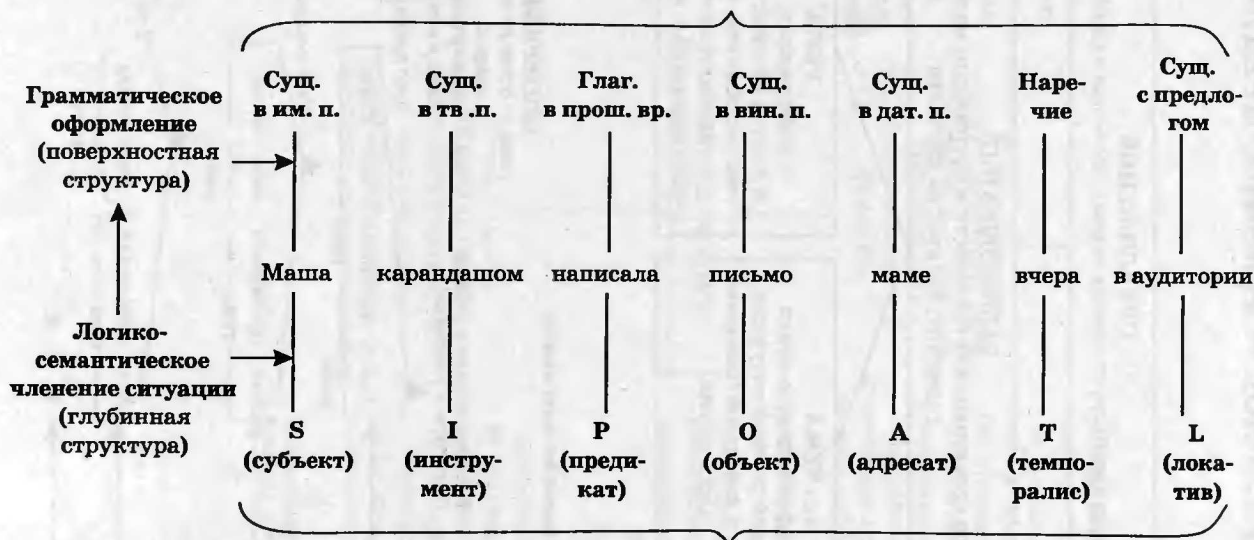 Грамматическое
оформление
(поверхностная
структура)
Сущ.
в им. п.
Сущ.
в тв .п.
Глаг.
в прош. вр.
Сущ.
в вин. п.
Сущ.
в дат. п.
Наре-
чие
Сущ.
с предло-
гом
Маша
карандашом
написала
письмо
маме
вчера
в аудитории
Логико-
семантическое
членение ситуации
(глубинная
структура)
S
(субъект)
I
(инстру-
мент)
P
(преди-
кат)
O
(объект)
A
(адресат)
T
(темпо-
ралис)
L
(лока-
тив)